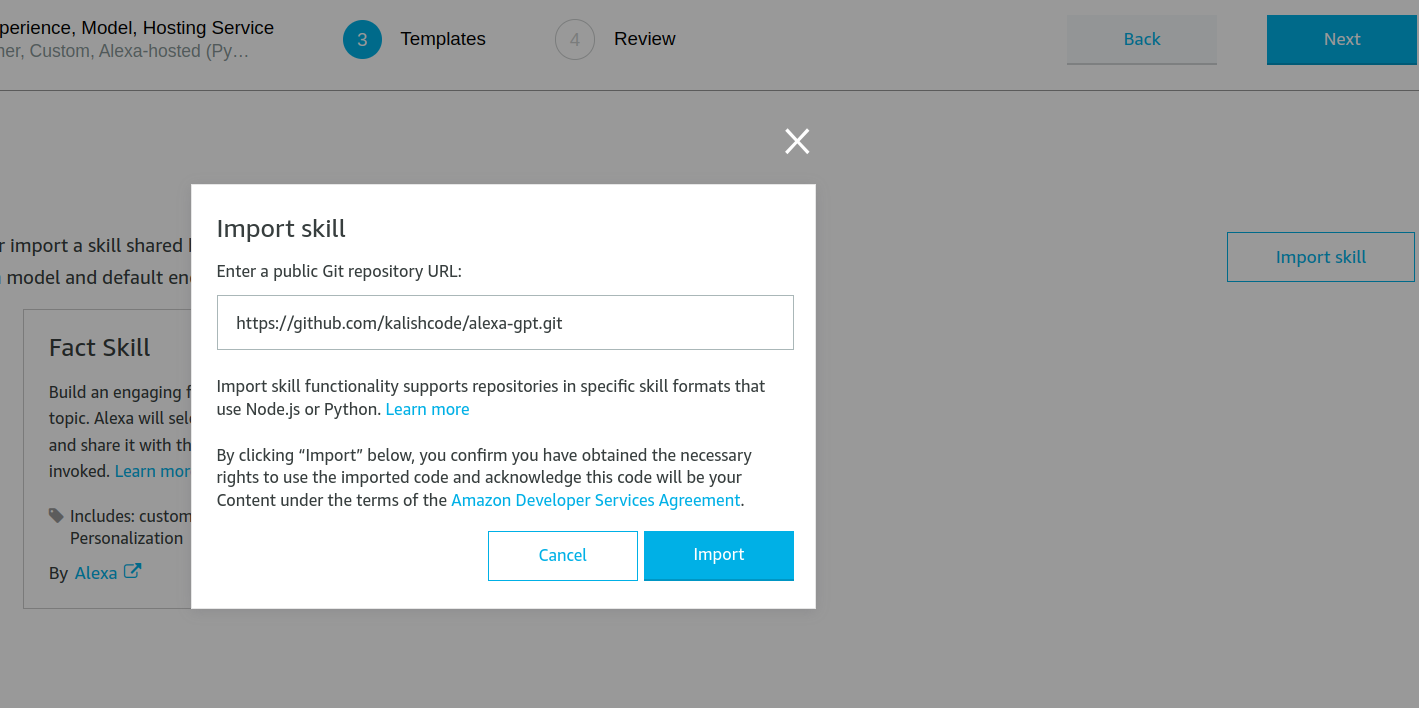 perience, Model, Hosting Service
ner, Custom, Alexa-hosted (Py…
3
Templates
4
Review
Back
Next
r import a skill shared
model and default en
Import skill
Fact Skill
Build an engaging f
topic. Alexa will sele
and share it with th
invoked. Learn mor
Includes: custom
Personalization
By Alexa
Import skill
Enter a public Git repository URL:
https://github.com/kalishcode/alexa-gpt.git
Import skill functionality supports repositories in specific skill formats that
use Node.js or Python. Learn more
By clicking “Import” below, you confirm you have obtained the necessary
rights to use the imported code and acknowledge this code will be your
Content under the terms of the Amazon Developer Services Agreement.
Cancel
Import